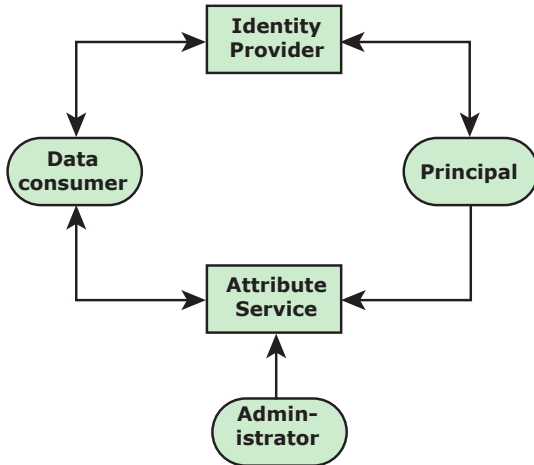 Identity
Provider
Data
consumer
Principal
Attribute
Service
Admin-
istrator